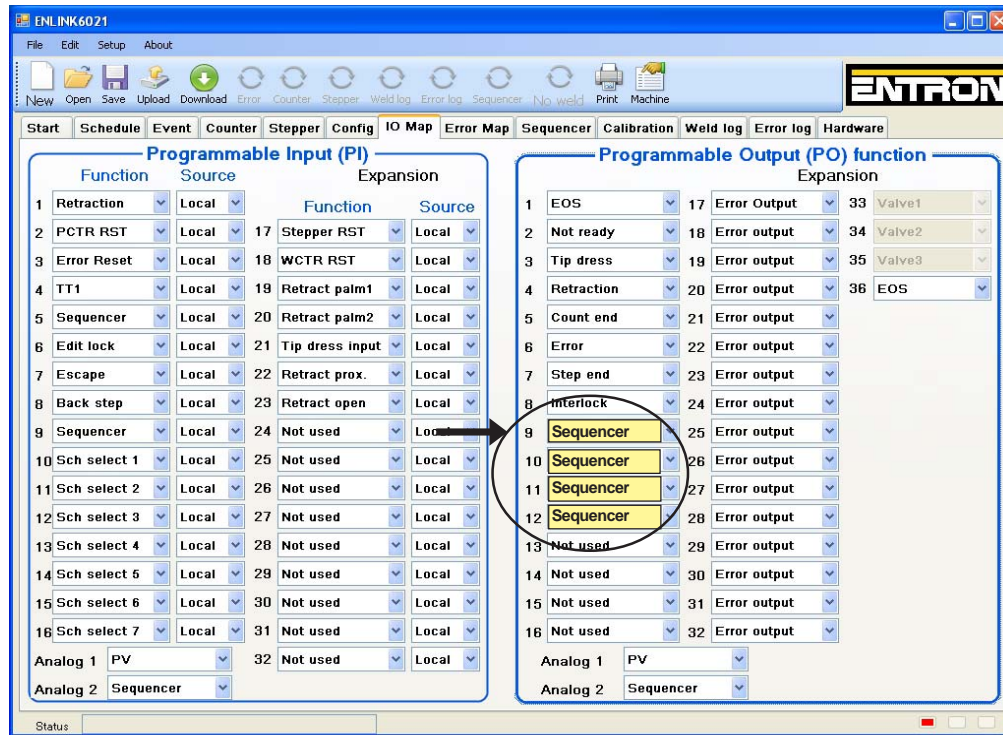 ENLINK6021
File Edit Setup About
New Open Save Upload Download Error Counter Stepper Weld log Error log Sequencer No weld Print Machine
ENTRON
Start Schedule Event Counter Stepper Config IO Map Error Map Sequencer Calibration Weld log Error log Hardware
Programmable Input (PI)
Function Source Expansion
Function Source
1 Retraction Local
2 PCTR RST Local 17 Stepper RST Local
3 Error Reset Local 18 WCTR RST Local
4 TT1 Local 19 Retract palm1 Local
5 Sequencer Local 20 Retract palm2 Local
6 Edit lock Local 21 Tip dress input Local
7 Escape Local 22 Retract prox. Local
8 Back step Local 23 Retract open Local
9 Sequencer Local 24 Not used Local
10 Sch select 1 Local 25 Not used Local
11 Sch select 2 Local 26 Not used Local
12 Sch select 3 Local 27 Not used Local
13 Sch select 4 Local 28 Not used Local
14 Sch select 5 Local 29 Not used Local
15 Sch select 6 Local 30 Not used Local
16 Sch select 7 Local 31 Not used Local
Analog 1 PV 32 Not used Local
Analog 2 Sequencer
Programmable Output (PO) function
Expansion
1 EOS 17 Error Output 33 Valve1
2 Not ready 18 Error output 34 Valve2
3 Tip dress 19 Error output 35 Valve3
4 Retraction 20 Error output 36 EOS
5 Count end 21 Error output
6 Error 22 Error output
7 Step end 23 Error output
8 Interlock 24 Error output
9 Sequencer 25 Error output
10 Sequencer 26 Error output
11 Sequencer 27 Error output
12 Sequencer 28 Error output
13 Not used 29 Error output
14 Not used 30 Error output
15 Not used 31 Error output
16 Not used 32 Error output
Analog 1 PV
Analog 2 Sequencer
Status